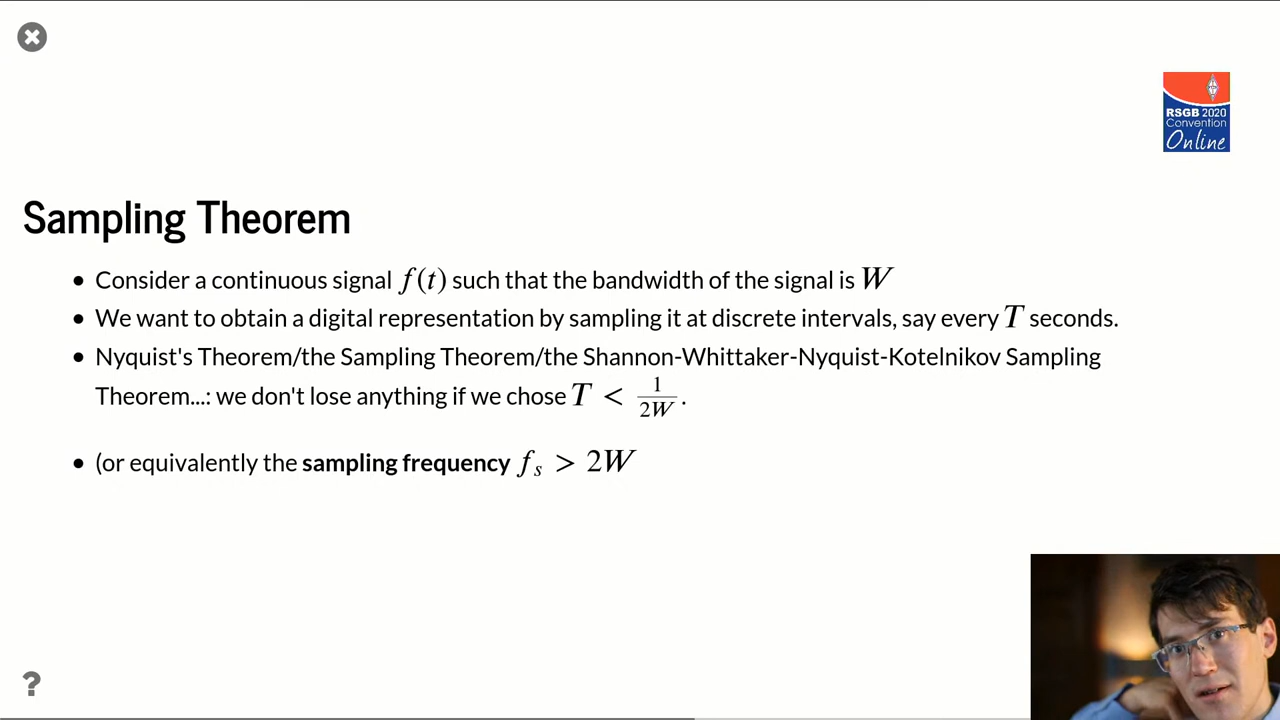 RSGB 2020
Convention
Online
Sampling Theorem
• Consider a continuous signal f(t) such that the bandwidth of the signal is W
• We want to obtain a digital representation by sampling it at discrete intervals, say every T seconds.
• Nyquist's Theorem/the Sampling Theorem/the Shannon-Whittaker-Nyquist-Kotelnikov Sampling
Theorem...: we don't lose anything if we chose T < 1/2W.
• (or equivalently the sampling frequency fₛ > 2W
?